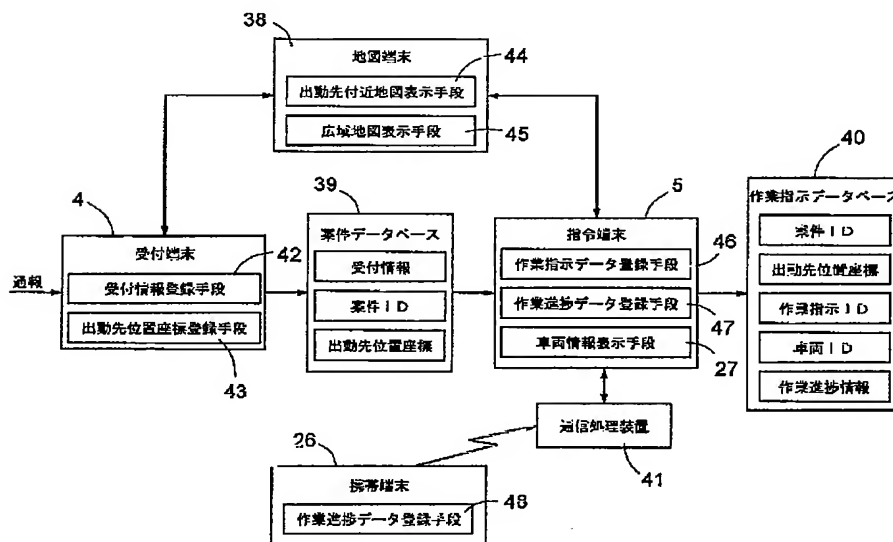 38
地図端末
44
出動先付近地図表示手段
広域地図表示手段
45
40
作業指示データベース
案件ID
出動先位置座標
作業指示ID
車両ID
作業進捗情報
4
受付端末
42
通報
受付情報登録手段
出動先位置座標登録手段
43
39
案件データベース
受付情報
案件ID
出動先位置座標
5
指令端末
46
作業指示データ登録手段
作業進捗データ登録手段
47
車両情報表示手段
27
通信処理装置
41
26
携帯端末
作業進捗データ登録手段
48